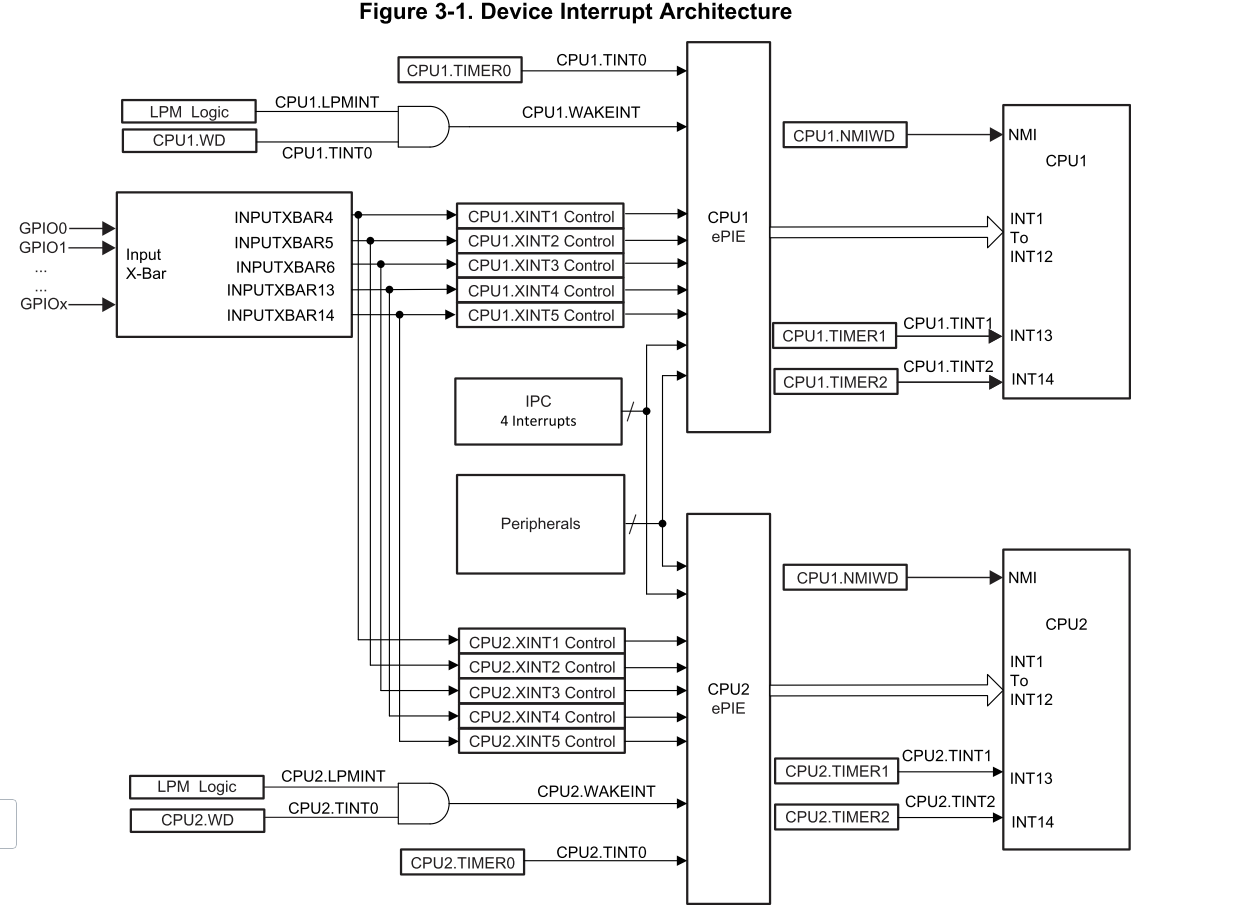 Figure 3-1. Device Interrupt Architecture
CPU1.TIMER0
CPU1.TINT0
LPM Logic
CPU1.LPMINT
CPU1.WD
CPU1.TINT0
CPU1.WAKEINT
GPIO0
GPIO1
...
...
GPIOx
Input
X-Bar
INPUTXBAR4
INPUTXBAR5
INPUTXBAR6
INPUTXBAR13
INPUTXBAR14
CPU1.XINT1 Control
CPU1.XINT2 Control
CPU1.XINT3 Control
CPU1.XINT4 Control
CPU1.XINT5 Control
IPC
4 Interrupts
Peripherals
CPU1
ePIE
CPU1.NMIWD
NMI
CPU1
INT1
To
INT12
CPU1.TIMER1
CPU1.TINT1
INT13
CPU1.TIMER2
CPU1.TINT2
INT14
CPU2.XINT1 Control
CPU2.XINT2 Control
CPU2.XINT3 Control
CPU2.XINT4 Control
CPU2.XINT5 Control
LPM Logic
CPU2.LPMINT
CPU2.WD
CPU2.TINT0
CPU2.WAKEINT
CPU2.TIMER0
CPU2.TINT0
CPU2
ePIE
CPU1.NMIWD
NMI
CPU2
INT1
To
INT12
CPU2.TIMER1
CPU2.TINT1
INT13
CPU2.TIMER2
CPU2.TINT2
INT14